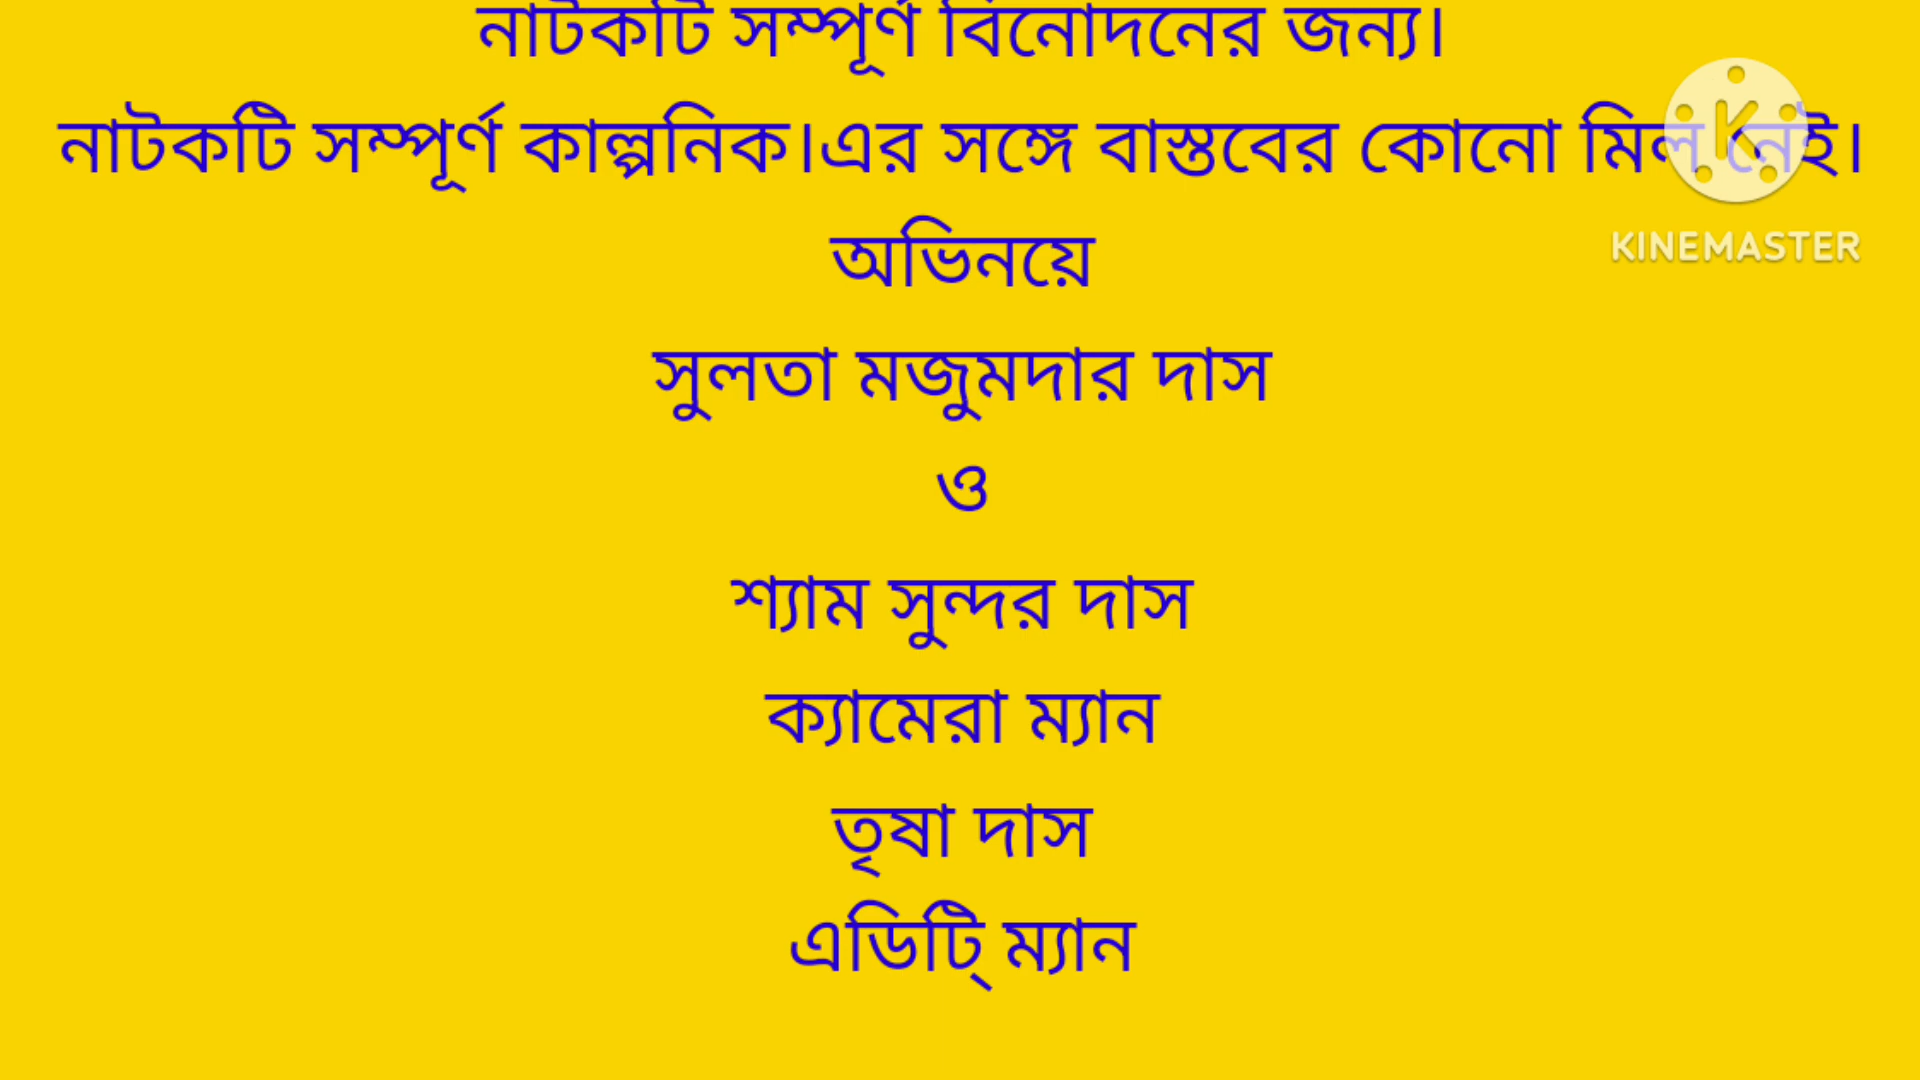 নাটকটি সম্পূর্ণ বিনোদনের জন্য।
নাটকটি সম্পূর্ণ কাল্পনিক।এর সঙ্গে বাস্তবের কোনো মিল নেই।
KINEMASTER
অভিনয়ে
সুলতা মজুমদার দাস
ও
শ্যাম সুন্দর দাস
ক্যামেরা ম্যান
তৃষা দাস
এডিটি্ ম্যান